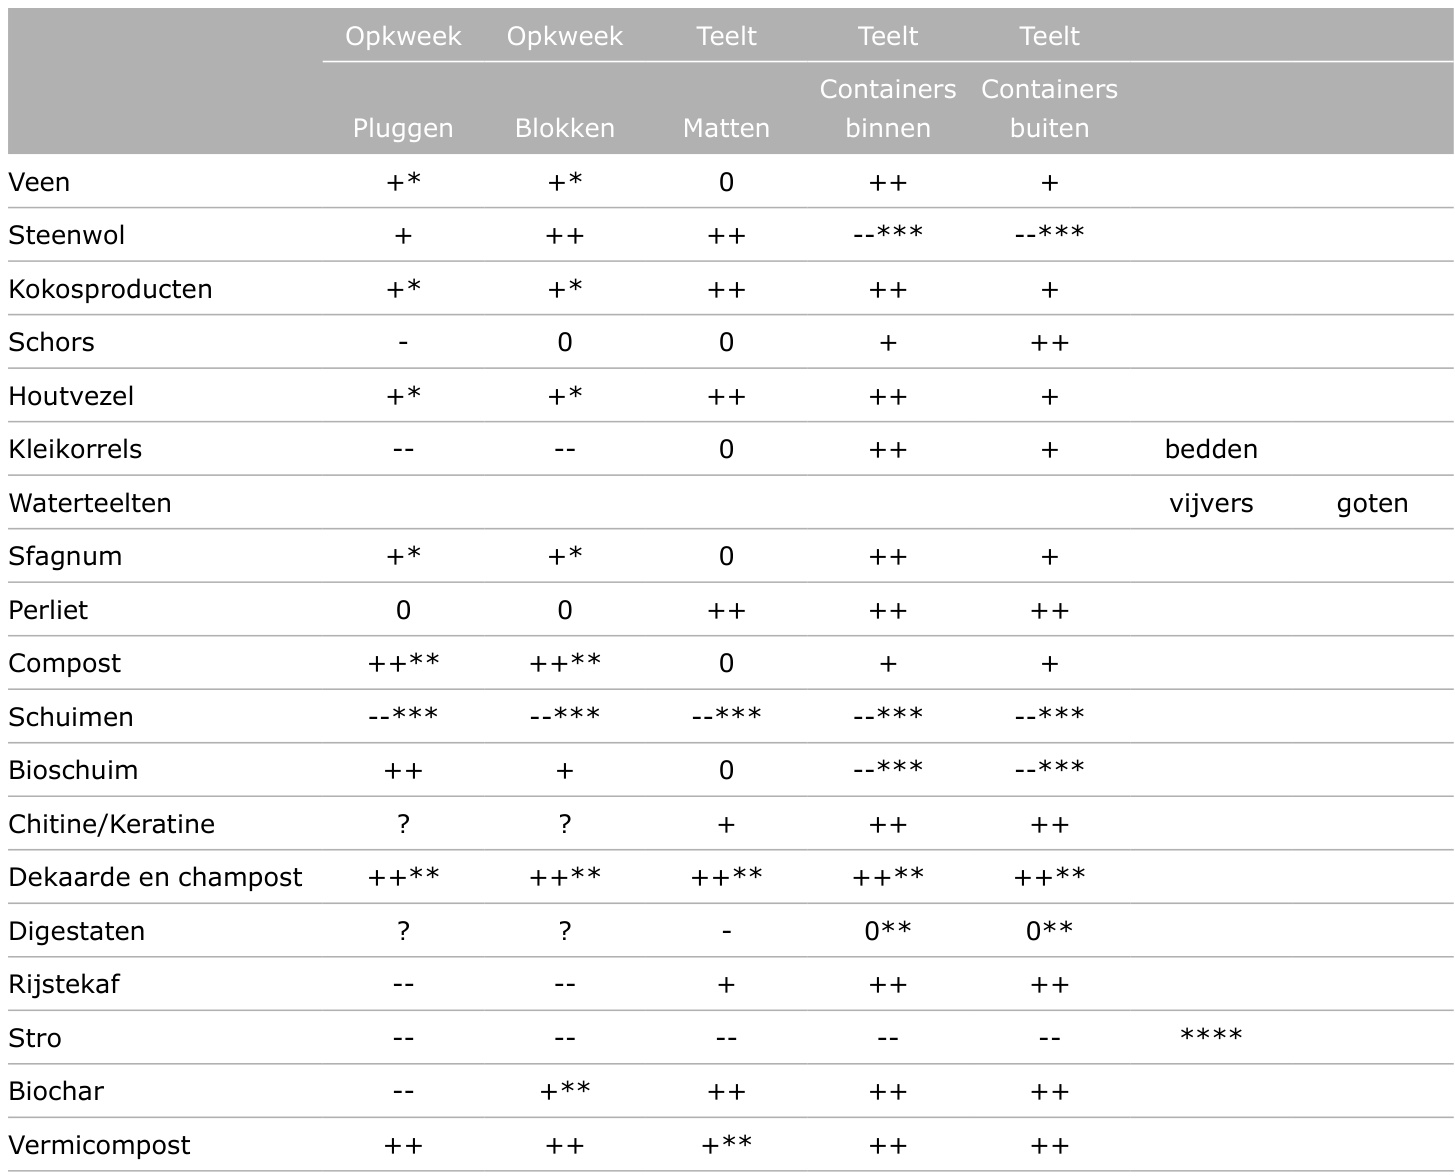 Opkweek Opkweek Teelt Teelt Teelt
Containers Containers
Pluggen Blokken Matten binnen buiten
Veen +* +* 0 ++ +
Steenwol + ++ ++ --*** --***
Kokosproducten +* +* ++ ++ +
Schors - 0 0 + ++
Houtvezel +* +* ++ ++ +
Kleikorrels -- -- 0 ++ + bedden
Waterteelten vijvers goten
Sfagnum +* +* 0 ++ +
Perliet 0 0 ++ ++ ++
Compost ++** ++** 0 + +
Schuimen --*** --*** --*** --*** --***
Bioschuim ++ + 0 --*** --***
Chitine/Keratine ? ? + ++ ++
Dekaarde en champost ++** ++** ++** ++** ++**
Digestaten ? ? - 0** 0**
Rijstekaf -- -- + ++ ++
Stro -- -- -- -- -- ****
Biochar -- +** ++ ++ ++
Vermicompost ++ ++ +** ++ ++